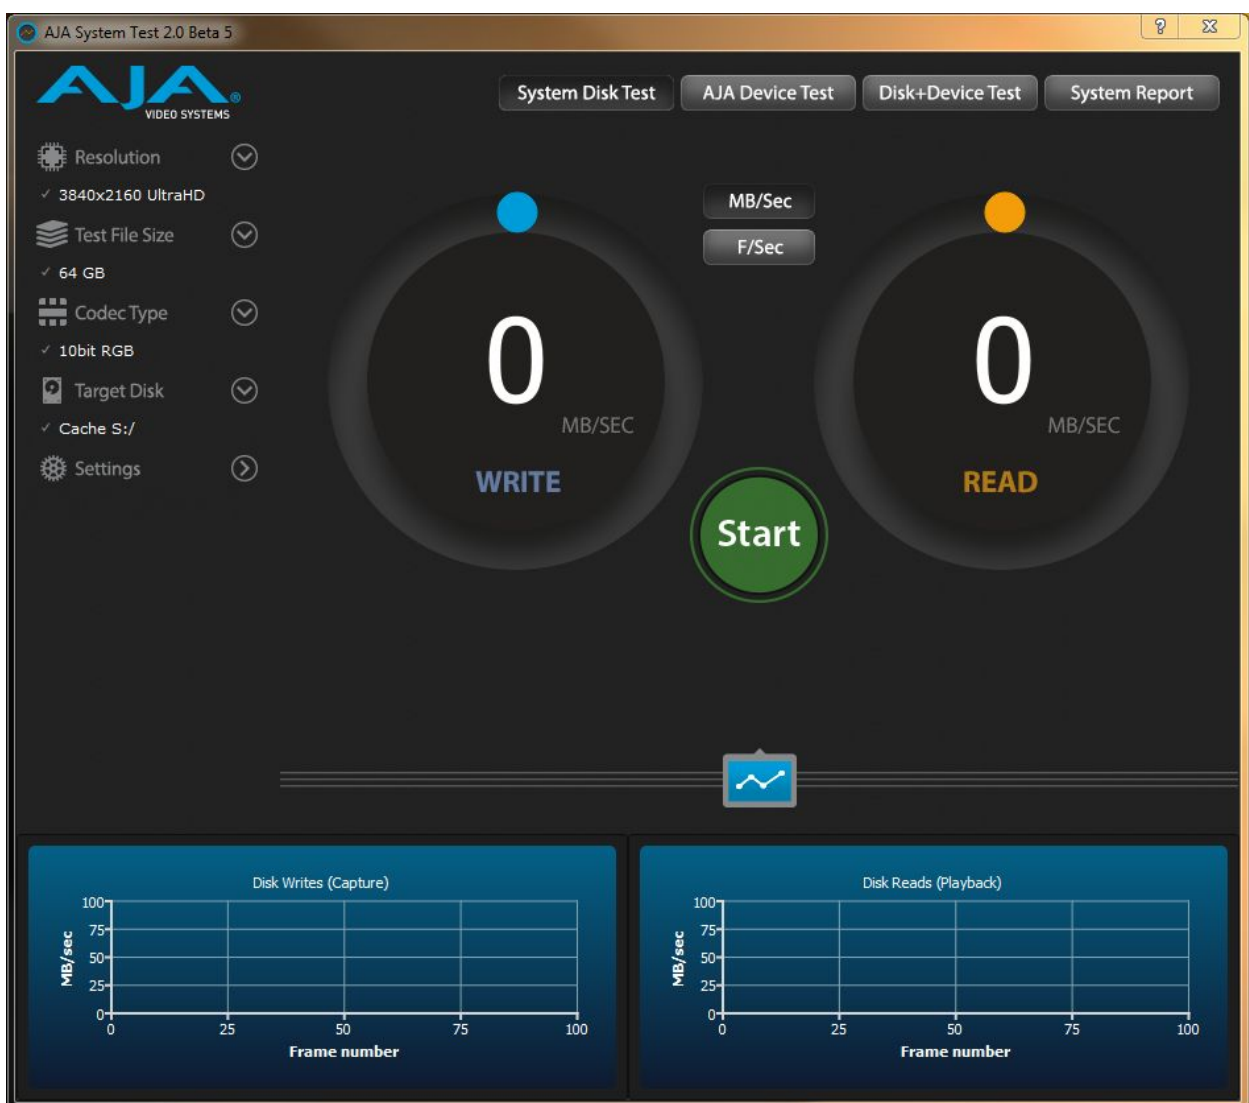 AJA System Test 2.0 Beta 5
AJA®
VIDEO SYSTEMS
System Disk Test
AJA Device Test
Disk+Device Test
System Report
Resolution
✓ 3840x2160 UltraHD
Test File Size
✓ 64 GB
Codec Type
✓ 10bit RGB
Target Disk
✓ Cache S:/
Settings
MB/Sec
F/Sec
0
MB/SEC
WRITE
0
MB/SEC
READ
Start
Disk Writes (Capture)
MB/sec
100
75
50
25
0
0 25 50 75 100
Frame number
Disk Reads (Playback)
MB/sec
100
75
50
25
0
0 25 50 75 100
Frame number